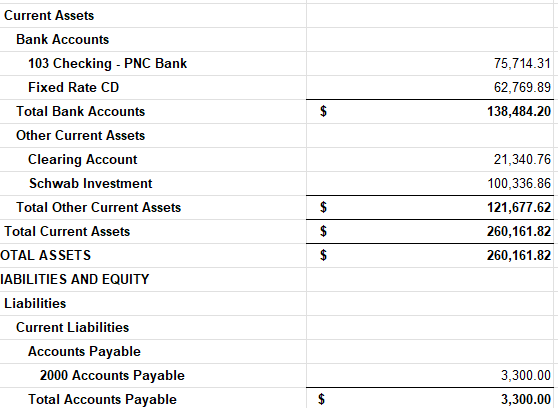 Current Assets
Bank Accounts
103 Checking - PNC Bank 75,714.31
Fixed Rate CD 62,769.89
Total Bank Accounts $ 138,484.20
Other Current Assets
Clearing Account 21,340.76
Schwab Investment 100,336.86
Total Other Current Assets $ 121,677.62
Total Current Assets $ 260,161.82
OTAL ASSETS $ 260,161.82
IABILITIES AND EQUITY
Liabilities
Current Liabilities
Accounts Payable
2000 Accounts Payable 3,300.00
Total Accounts Payable $ 3,300.00